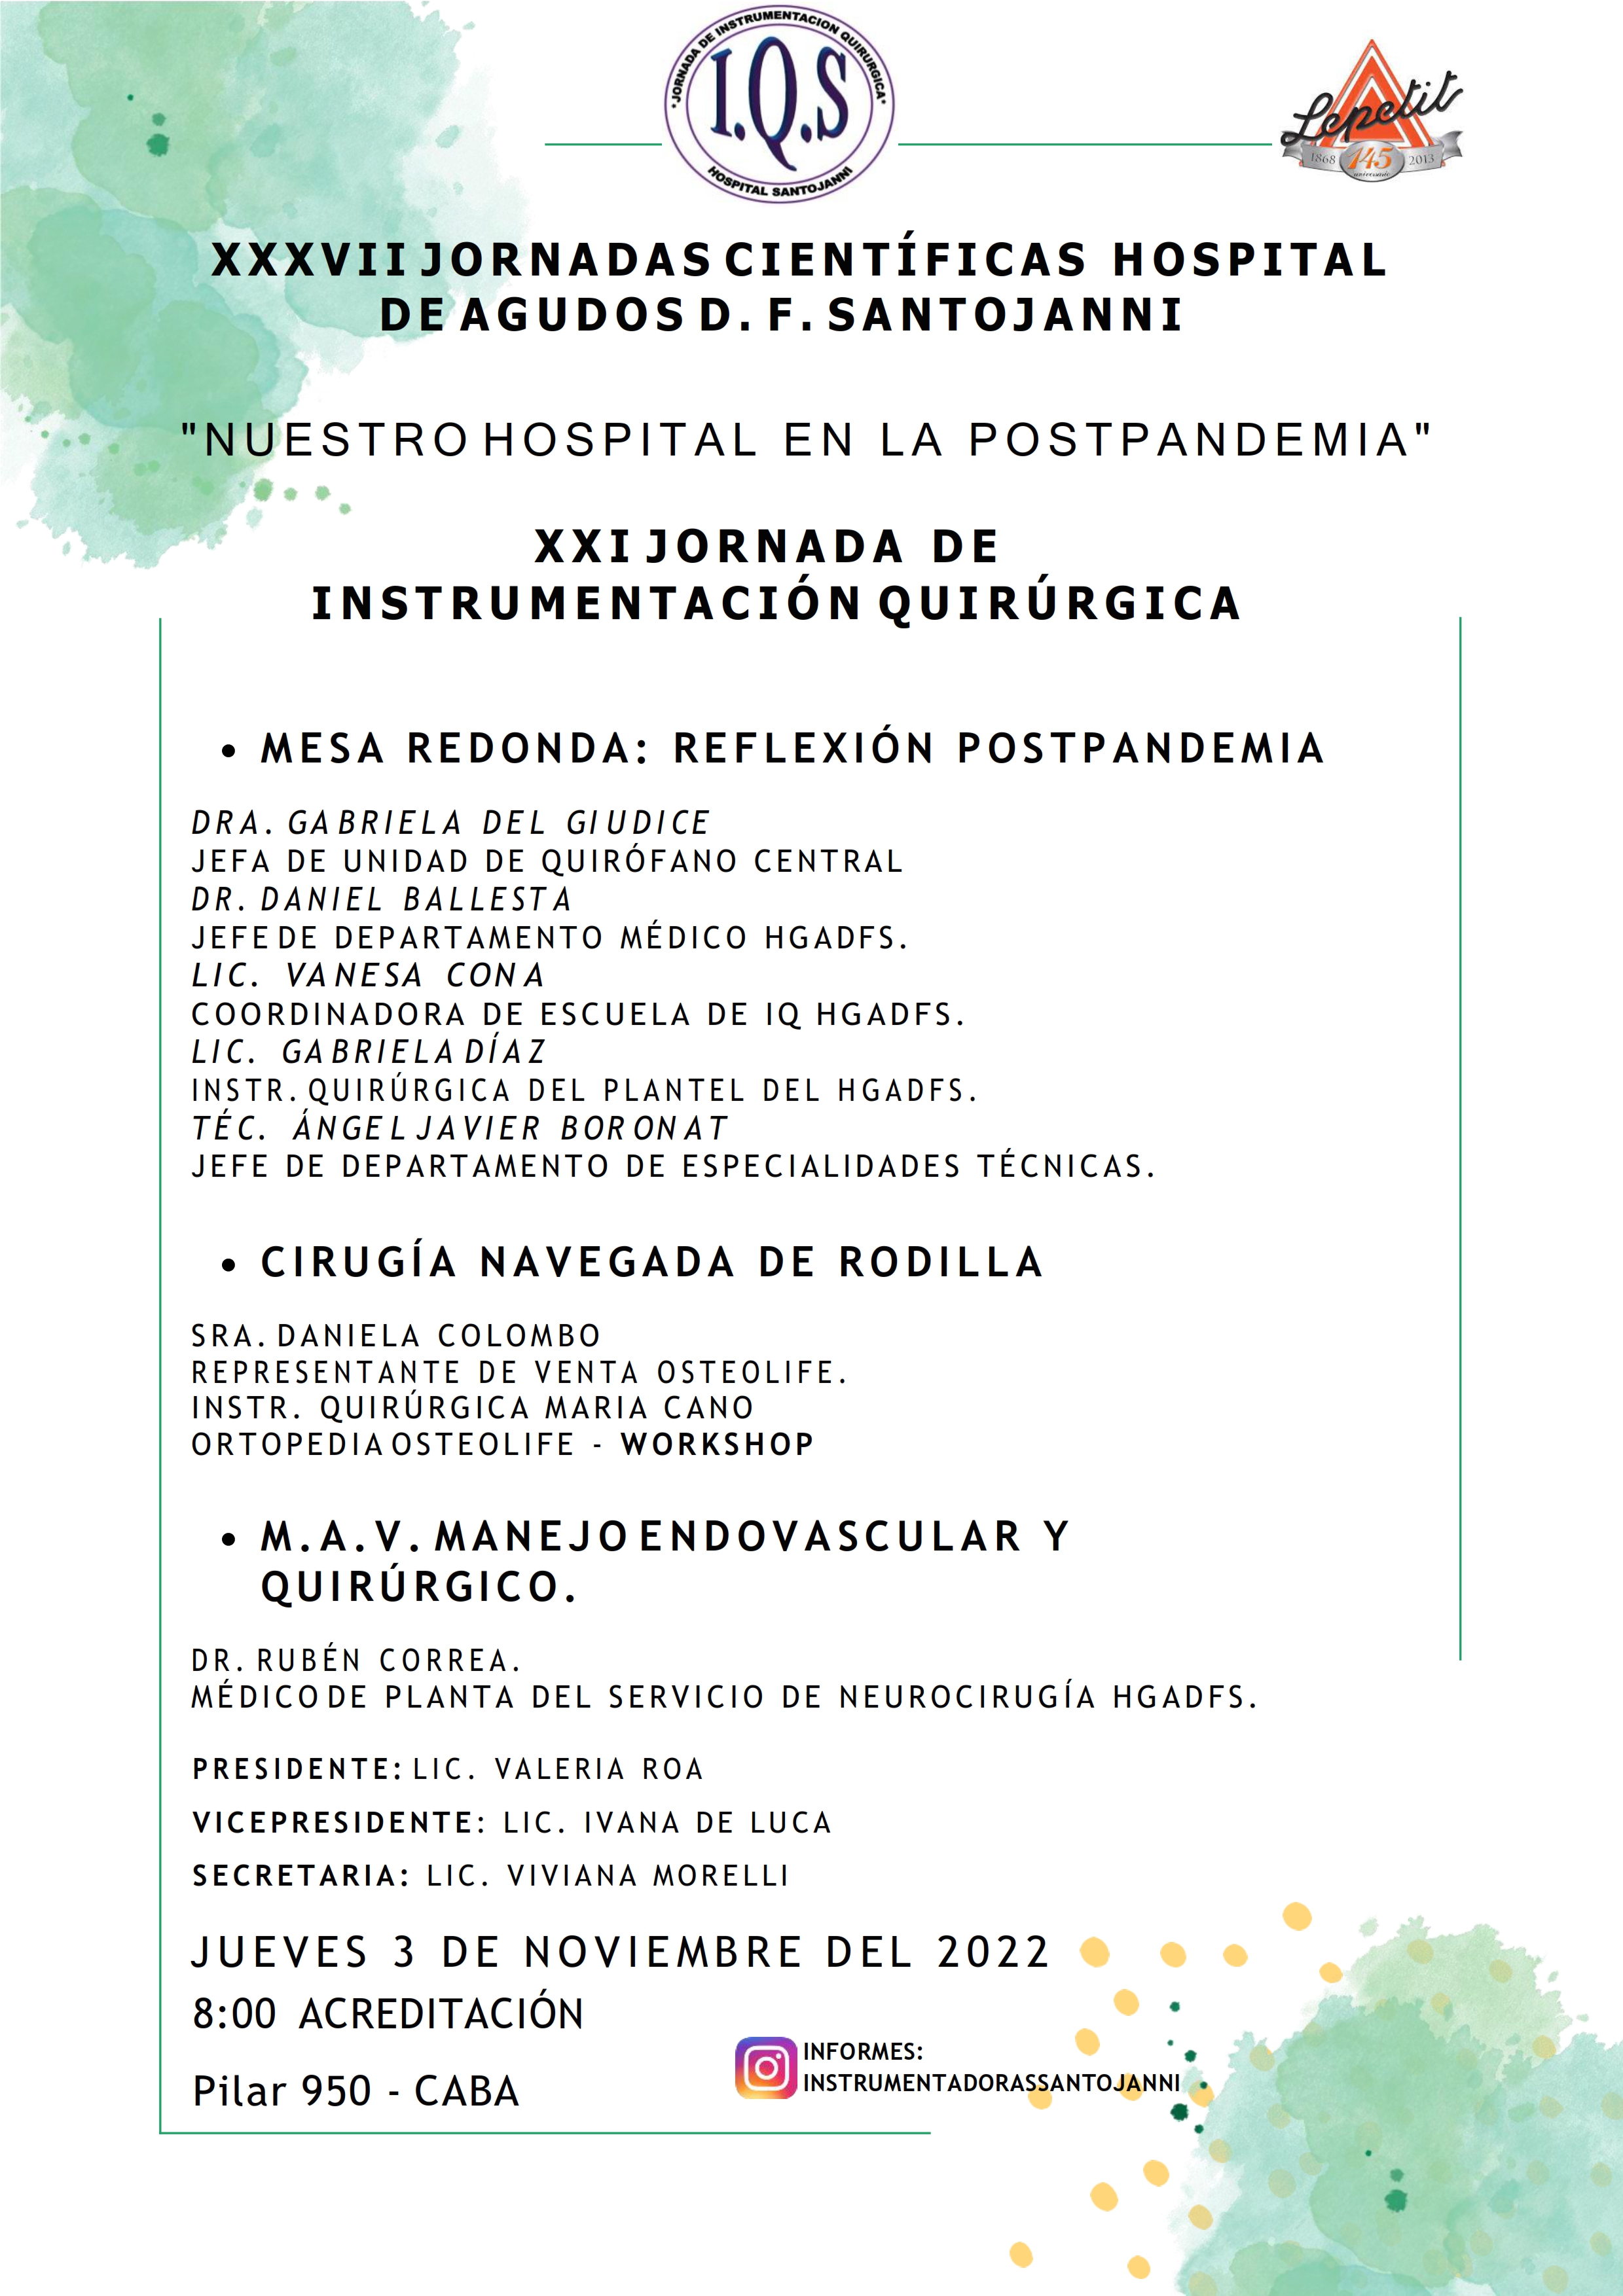 •JORNADA DE INSTRUMENTACION QUIRURGICA•
I.Q.S
HOSPITAL SANTOJANNI
Lepetit
1868 145 2013
aniversario
XXXVII JORNADAS CIENTÍFICAS HOSPITAL
DE AGUDOS D. F. SANTOJANNI
"NUESTRO HOSPITAL EN LA POSTPANDEMIA"
XXI JORNADA DE
INSTRUMENTACIÓN QUIRÚRGICA
• MESA REDONDA: REFLEXIÓN POSTPANDEMIA
DRA. GABRIELA DEL GIUDICE
JEFA DE UNIDAD DE QUIRÓFANO CENTRAL
DR. DANIEL BALLESTA
JEFE DE DEPARTAMENTO MÉDICO HGADFS.
LIC. VANESA CONA
COORDINADORA DE ESCUELA DE IQ HGADFS.
LIC. GABRIELA DÍAZ
INSTR. QUIRÚRGICA DEL PLANTEL DEL HGADFS.
TÉC. ÁNGEL JAVIER BORONAT
JEFE DE DEPARTAMENTO DE ESPECIALIDADES TÉCNICAS.
• CIRUGÍA NAVEGADA DE RODILLA
SRA. DANIELA COLOMBO
REPRESENTANTE DE VENTA OSTEOLIFE.
INSTR. QUIRÚRGICA MARIA CANO
ORTOPEDIA OSTEOLIFE - WORKSHOP
• M.A.V. MANEJO ENDOVASCULAR Y
QUIRÚRGICO.
DR. RUBÉN CORREA.
MÉDICO DE PLANTA DEL SERVICIO DE NEUROCIRUGÍA HGADFS.
PRESIDENTE: LIC. VALERIA ROA
VICEPRESIDENTE: LIC. IVANA DE LUCA
SECRETARIA: LIC. VIVIANA MORELLI
JUEVES 3 DE NOVIEMBRE DEL 2022
8:00 ACREDITACIÓN
Pilar 950 - CABA
INFORMES:
INSTRUMENTADORASSANTOJANNI